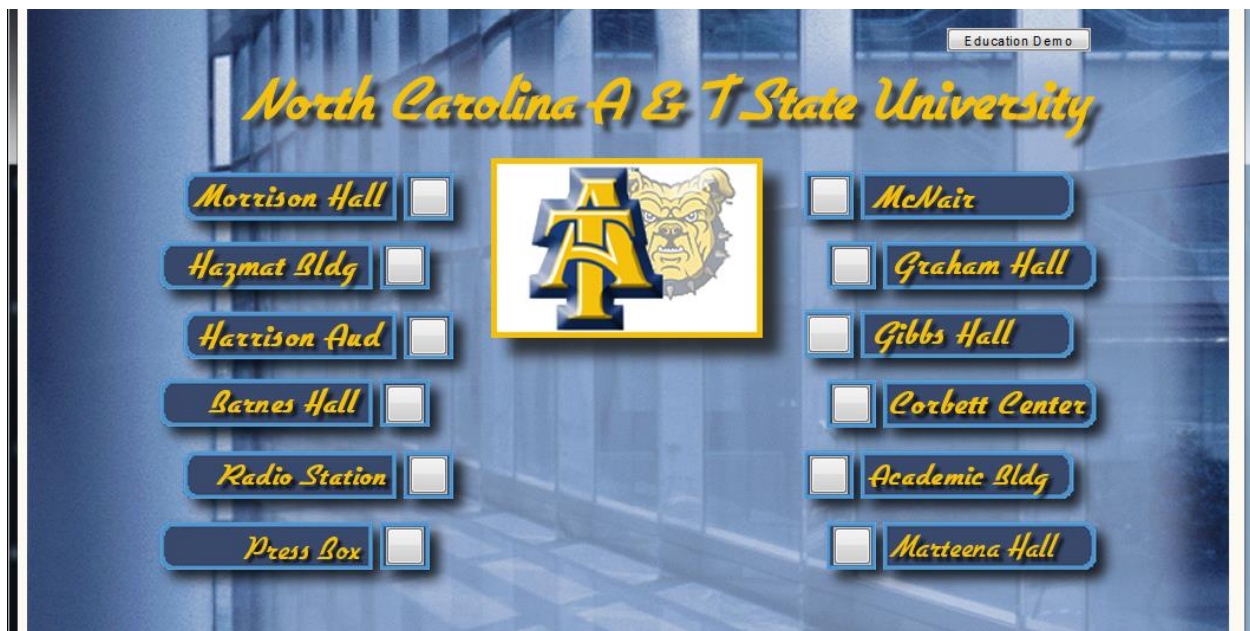 Education Demo
North Carolina A & T State University
Morrison Hall
McNair
Hazmat Bldg
Graham Hall
Harrison Aud
Gibbs Hall
Barnes Hall
Corbett Center
Radio Station
Academic Bldg
Press Box
Marteena Hall
AT